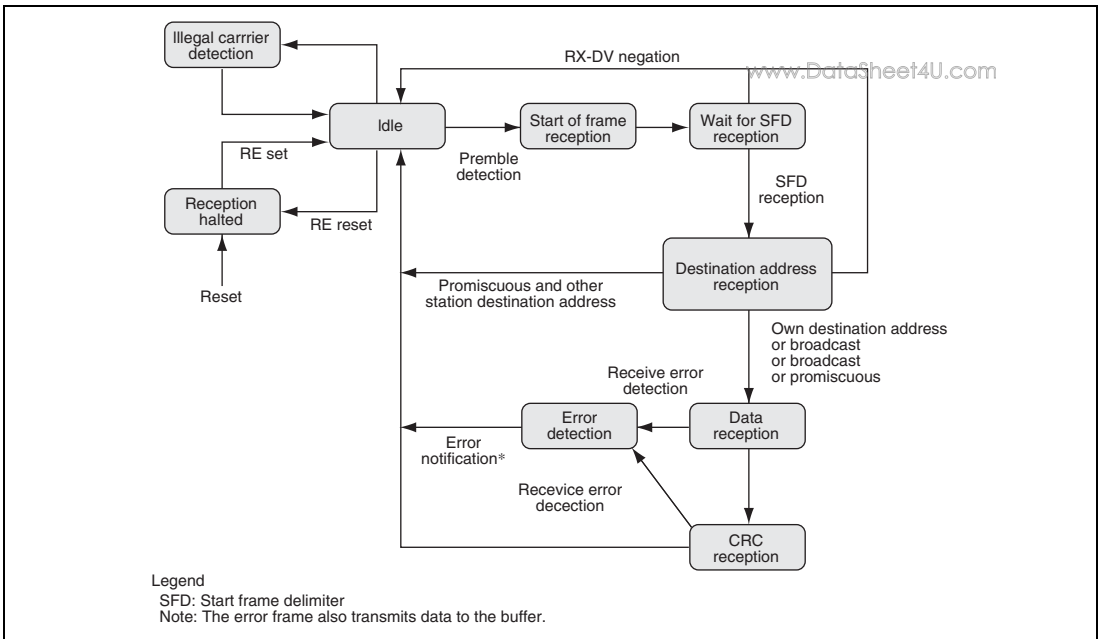 Illegal carrrier
detection
RX-DV negation
www.DataSheet4U.com
Idle
Start of frame
reception
Wait for SFD
reception
RE set
Premble
detection
SFD
reception
Reception
halted
RE reset
Reset
Destination address
reception
Promiscuous and other
station destination address
Own destination address
or broadcast
or broadcast
or promiscuous
Receive error
detection
Error
detection
Data
reception
Error
notification*
Recevice error
decection
CRC
reception
Legend
SFD: Start frame delimiter
Note: The error frame also transmits data to the buffer.